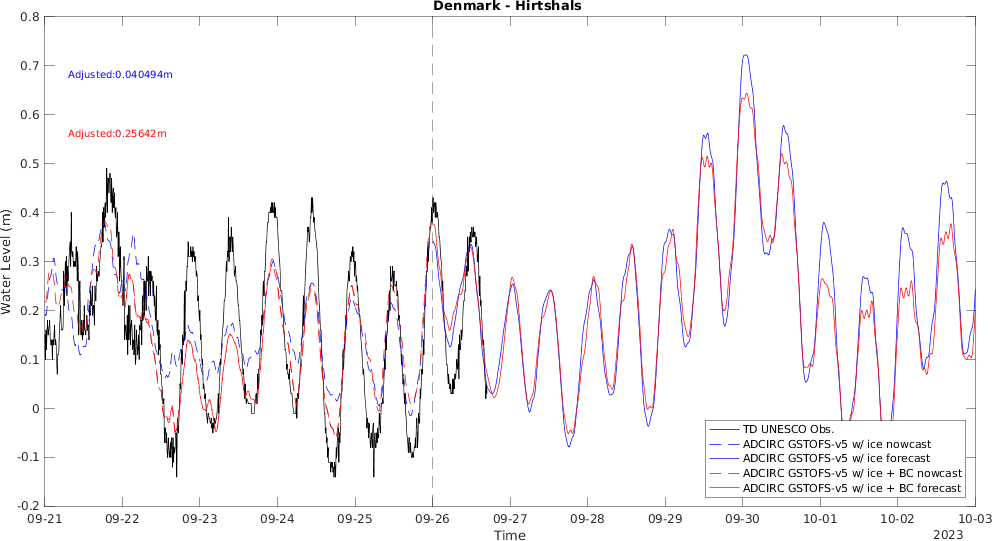 Denmark - Hirtshals
0.8
0.7
0.6
0.5
0.4
0.3
0.2
0.1
0
-0.1
-0.2
Water Level (m)
Adjusted:0.040494m
Adjusted:0.25642m
TD UNESCO Obs.
ADCIRC GSTOFS-v5 w/ ice nowcast
ADCIRC GSTOFS-v5 w/ ice forecast
ADCIRC GSTOFS-v5 w/ ice + BC nowcast
ADCIRC GSTOFS-v5 w/ ice + BC forecast
09-21 09-22 09-23 09-24 09-25 09-26 09-27 09-28 09-29 09-30 10-01 10-02 10-03
Time
2023